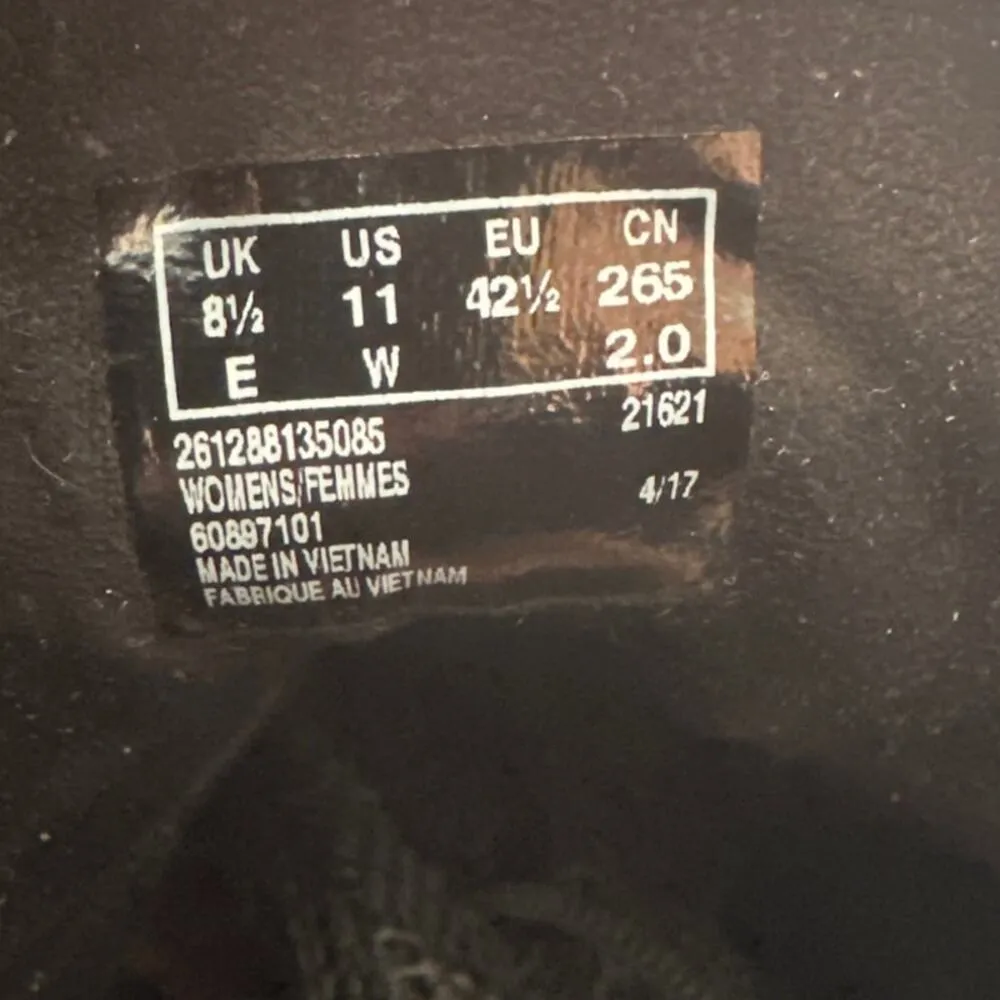 UK US EU CN
8½ 11 42½ 265
E W 2.0
261288135085 21621
WOMENS/FEMMES 4/17
60897101
MADE IN VIETNAM
FABRIQUE AU VIETNAM